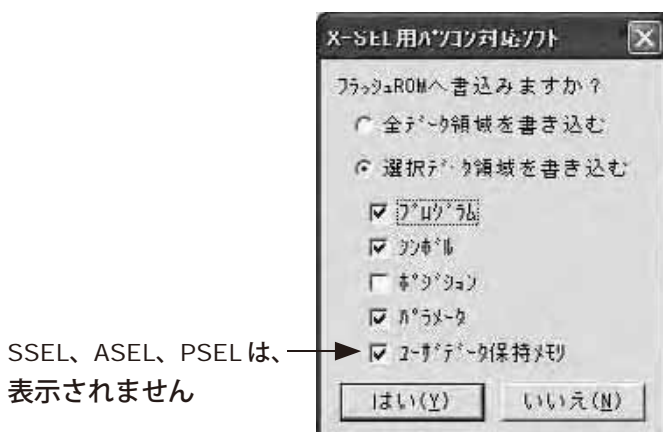 X-SEL用ﾊﾟｿｺﾝ対応ｿﾌﾄ
ﾌﾗｯｼｭROMへ書込みますか？
全ﾃﾞｰﾀ領域を書き込む
選択ﾃﾞｰﾀ領域を書き込む
ﾌﾟﾛｸﾞﾗﾑ
ｼﾝﾎﾞﾙ
ﾎﾟｼﾞｼｮﾝ
ﾊﾟﾗﾒｰﾀ
ﾕｰｻﾞﾃﾞｰﾀ保持ﾒﾓﾘ
SSEL、ASEL、PSELは、
表示されません
はい(Y)
いいえ(N)